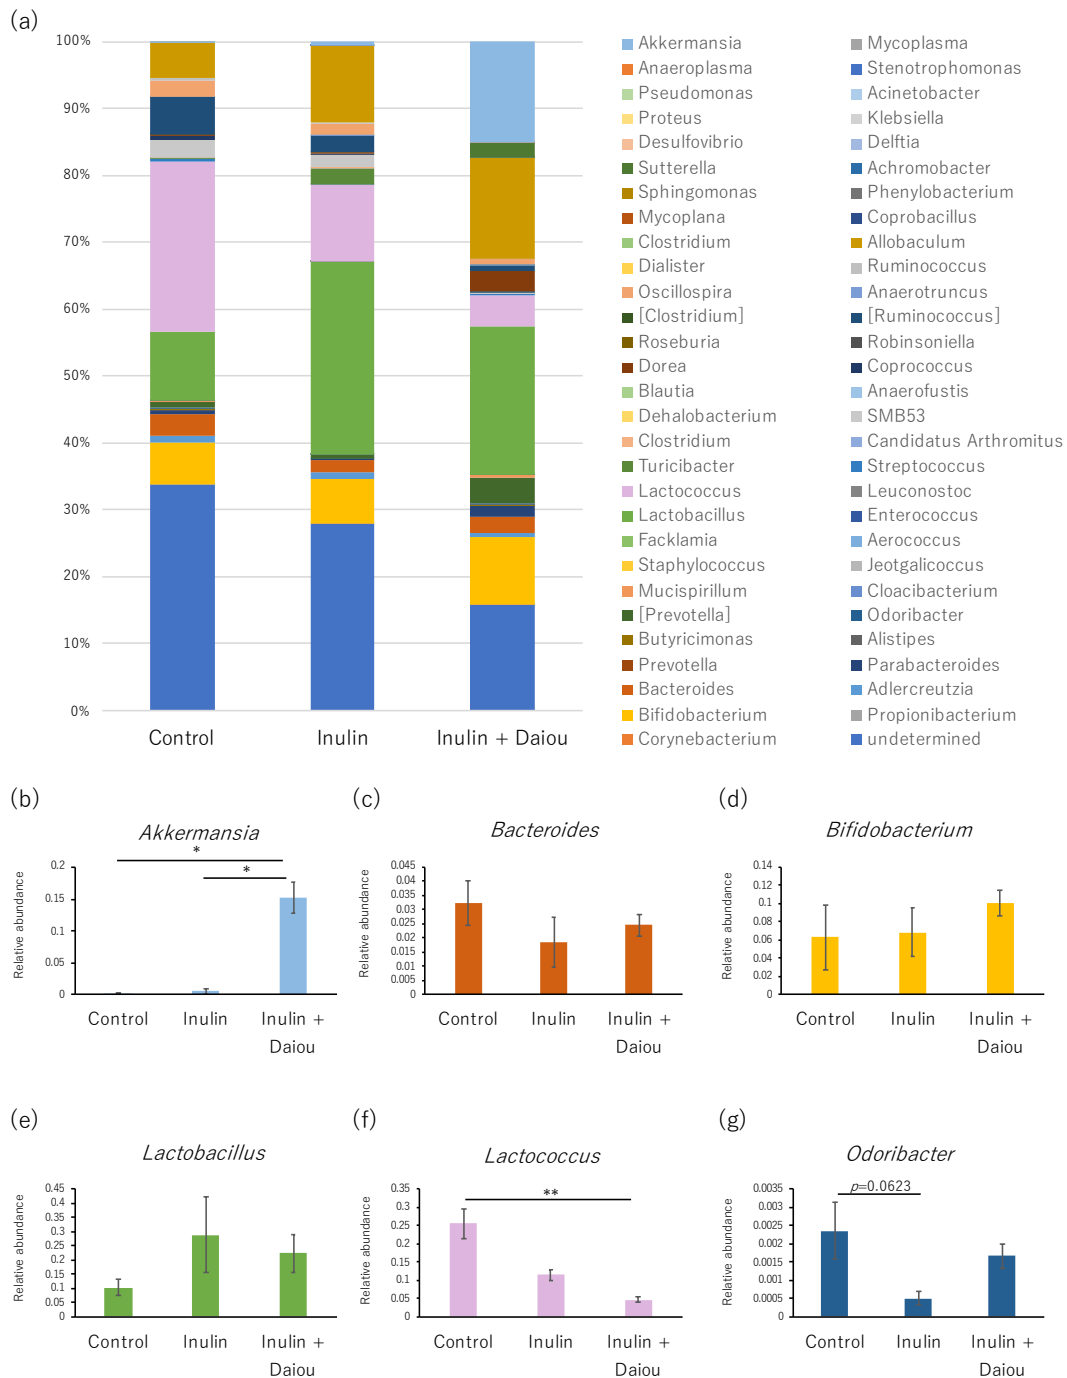 (a)
100%
90%
80%
70%
60%
50%
40%
30%
20%
10%
0%
Control Inulin Inulin + Daiou
Akkermansia Mycoplasma
Anaeroplasma Stenotrophomonas
Pseudomonas Acinetobacter
Proteus Klebsiella
Desulfovibrio Delftia
Sutterella Achromobacter
Sphingomonas Phenylobacterium
Mycoplana Coprobacillus
Clostridium Allobaculum
Dialister Ruminococcus
Oscillospira Anaerotruncus
[Clostridium] [Ruminococcus]
Roseburia Robinsoniella
Dorea Coprococcus
Blautia Anaerofustis
Dehalobacterium SMB53
Clostridium Candidatus Arthromitus
Turicibacter Streptococcus
Lactococcus Leuconostoc
Lactobacillus Enterococcus
Facklamia Aerococcus
Staphylococcus Jeotgalicoccus
Mucispirillum Cloacibacterium
[Prevotella] Odoribacter
Butyricimonas Alistipes
Prevotella Parabacteroides
Bacteroides Adlercreutzia
Bifidobacterium Propionibacterium
Corynebacterium undetermined
(b)
Akkermansia
*
*
Relative abundance
0.2
0.15
0.1
0.05
0
Control Inulin Inulin +
Daiou
(c)
Bacteroides
Relative abundance
0.045
0.04
0.035
0.03
0.025
0.02
0.015
0.01
0.005
0
Control Inulin Inulin +
Daiou
(d)
Bifidobacterium
Relative abundance
0.14
0.12
0.1
0.08
0.06
0.04
0.02
0
Control Inulin Inulin +
Daiou
(e)
Lactobacillus
Relative abundance
0.45
0.4
0.35
0.3
0.25
0.2
0.15
0.1
0.05
0
Control Inulin Inulin +
Daiou
(f)
Lactococcus
**
Relative abundance
0.35
0.3
0.25
0.2
0.15
0.1
0.05
0
Control Inulin Inulin +
Daiou
(g)
Odoribacter
p=0.0623
Relative abundance
0.0035
0.003
0.0025
0.002
0.0015
0.001
0.0005
0
Control Inulin Inulin +
Daiou